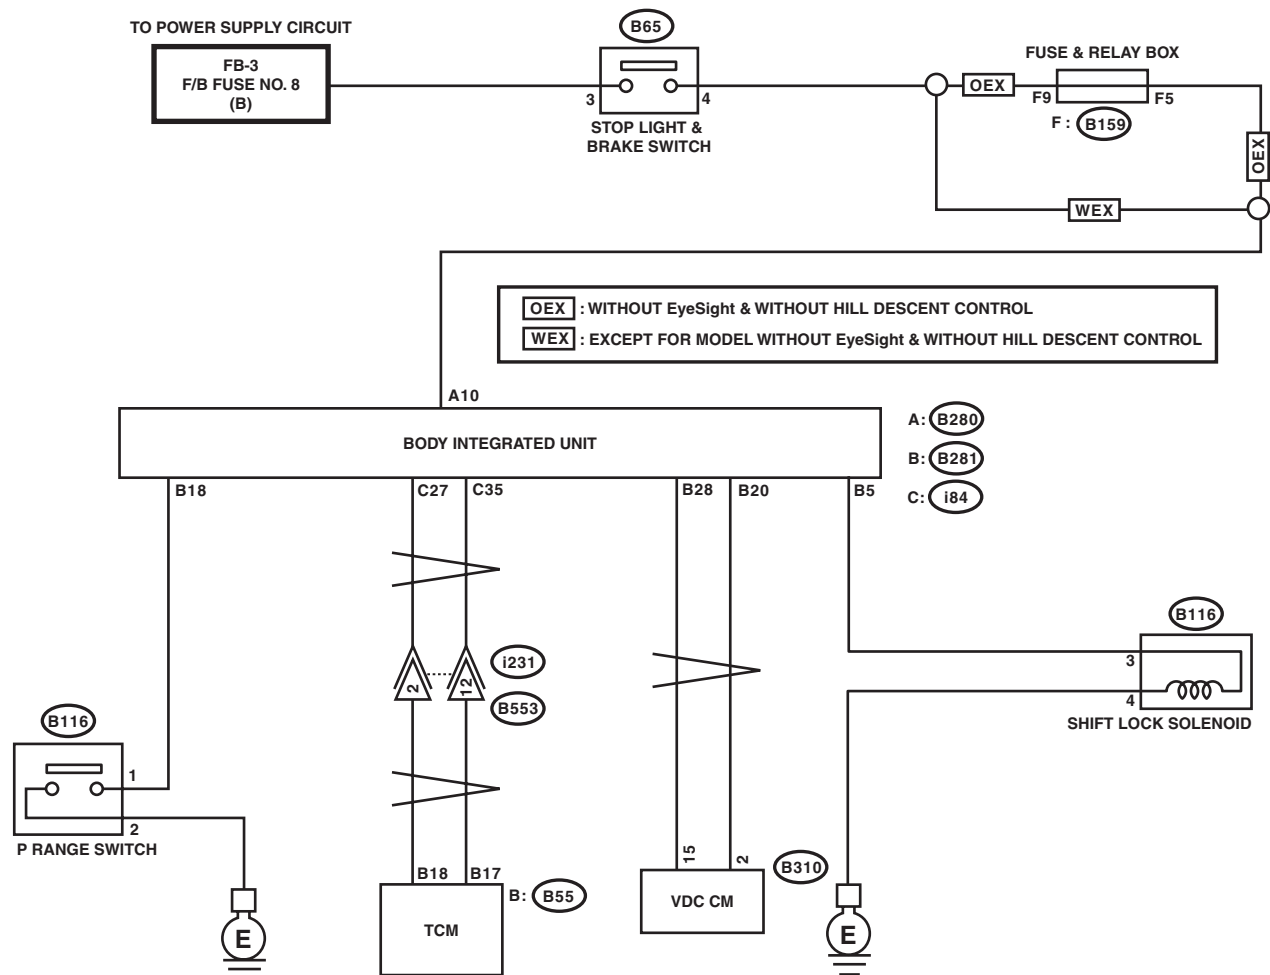 TO POWER SUPPLY CIRCUIT
FB-3
F/B FUSE NO. 8
(B)
B65
3
4
STOP LIGHT &
BRAKE SWITCH
FUSE & RELAY BOX
OEX
F9
F5
F : B159
OEX
WEX
OEX : WITHOUT EyeSight & WITHOUT HILL DESCENT CONTROL
WEX : EXCEPT FOR MODEL WITHOUT EyeSight & WITHOUT HILL DESCENT CONTROL
A10
BODY INTEGRATED UNIT
A: B280
B: B281
C: i84
B18
C27
C35
B28
B20
B5
i231
2
12
B553
B116
3
4
SHIFT LOCK SOLENOID
B116
1
2
P RANGE SWITCH
E
B18
B17
B: B55
TCM
15
2
B310
VDC CM
E